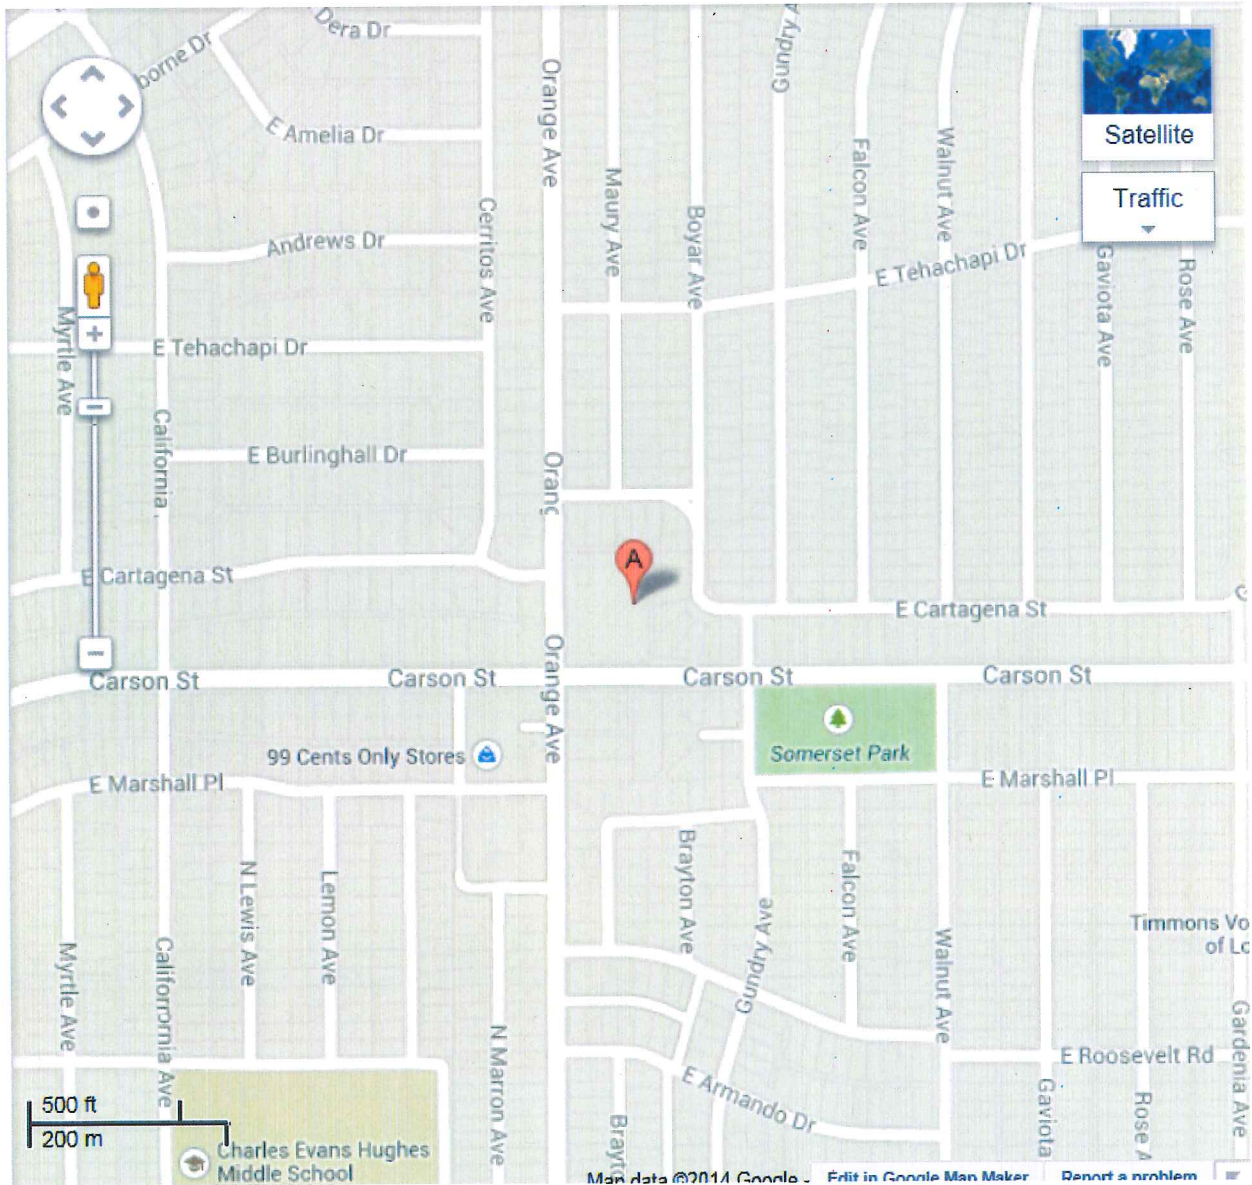 Dera Dr
borne Dr
Gundry A
Orange Ave
E Amelia Dr
Satellite
Walnut Ave
Falcon Ave
Maury Ave
Traffic
Cerritos Ave
Boyar Ave
Andrews Dr
E Tehachapi Dr
Gaviota Ave
Rose Ave
Myrtle Ave
E Tehachapi Dr
California
E Burlinghall Dr
Orang
A
E Cartagena St
E Cartagena St
Orange Ave
Carson St
Carson St
Carson St
Carson St
99 Cents Only Stores
Somerset Park
E Marshall Pl
E Marshall Pl
Brayton Ave
Falcon Ave
N Lewis Ave
Lemon Ave
Gundry Ave
Timmons Vo
of Lo
Walnut Ave
Myrtle Ave
California Ave
N Marron Ave
Gardenia Ave
E Roosevelt Rd
E Armando Dr
Gaviota
Rose A
500 ft
200 m
Brayto
Charles Evans Hughes
Middle School
Map data ©2014 Google - Edit in Google Map Maker Report a problem